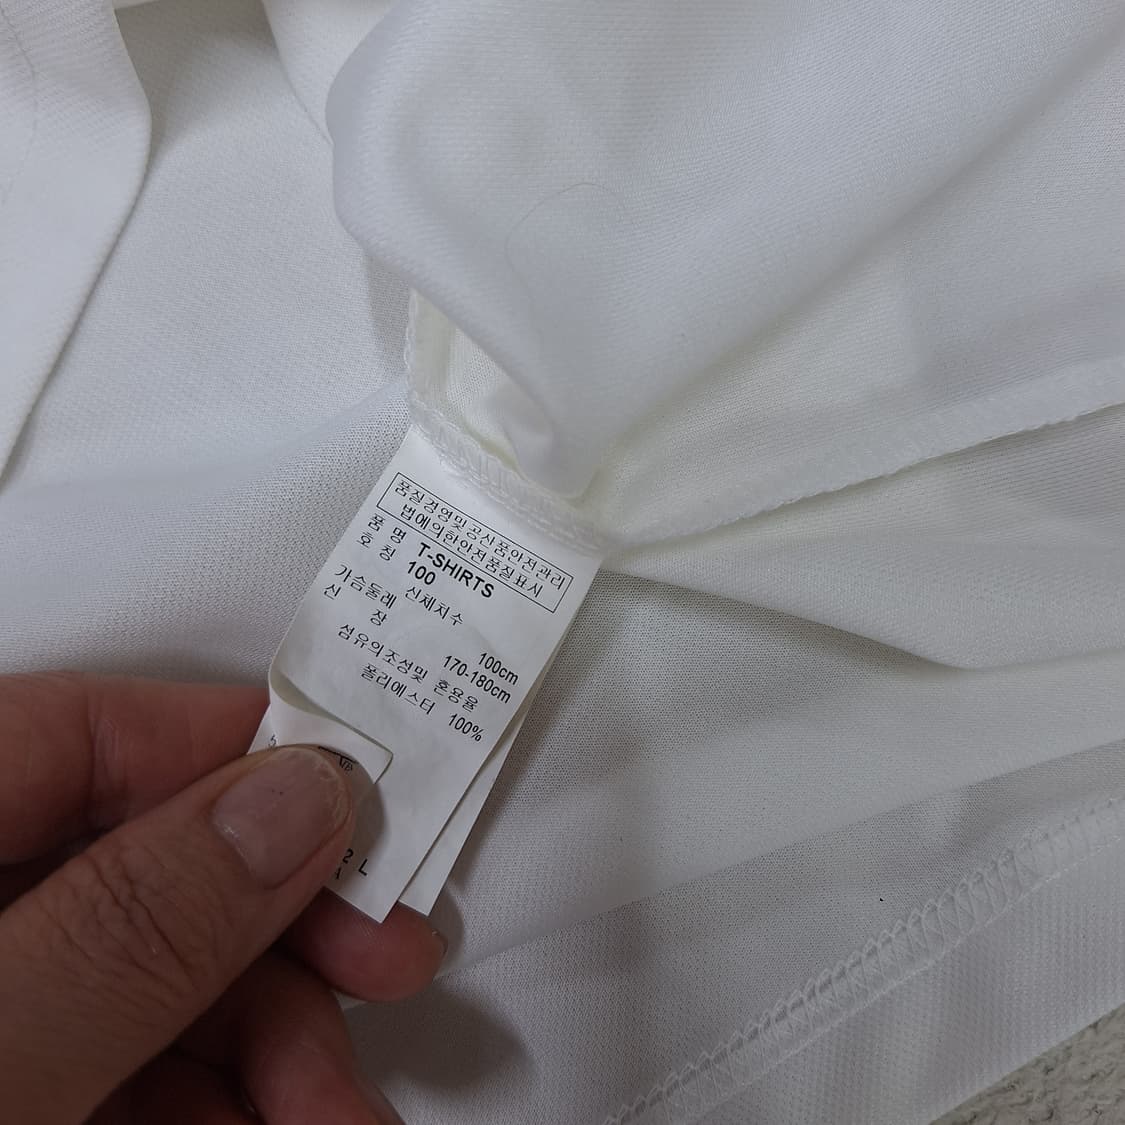 품질경영및공산품안전관리
법에의한안전품질표시
품 명 T-SHIRTS
호 칭 100
신체치수
가슴둘레 100cm
신 장 170-180cm
섬유의조성및 혼용율
폴리에스터 100%
2 L